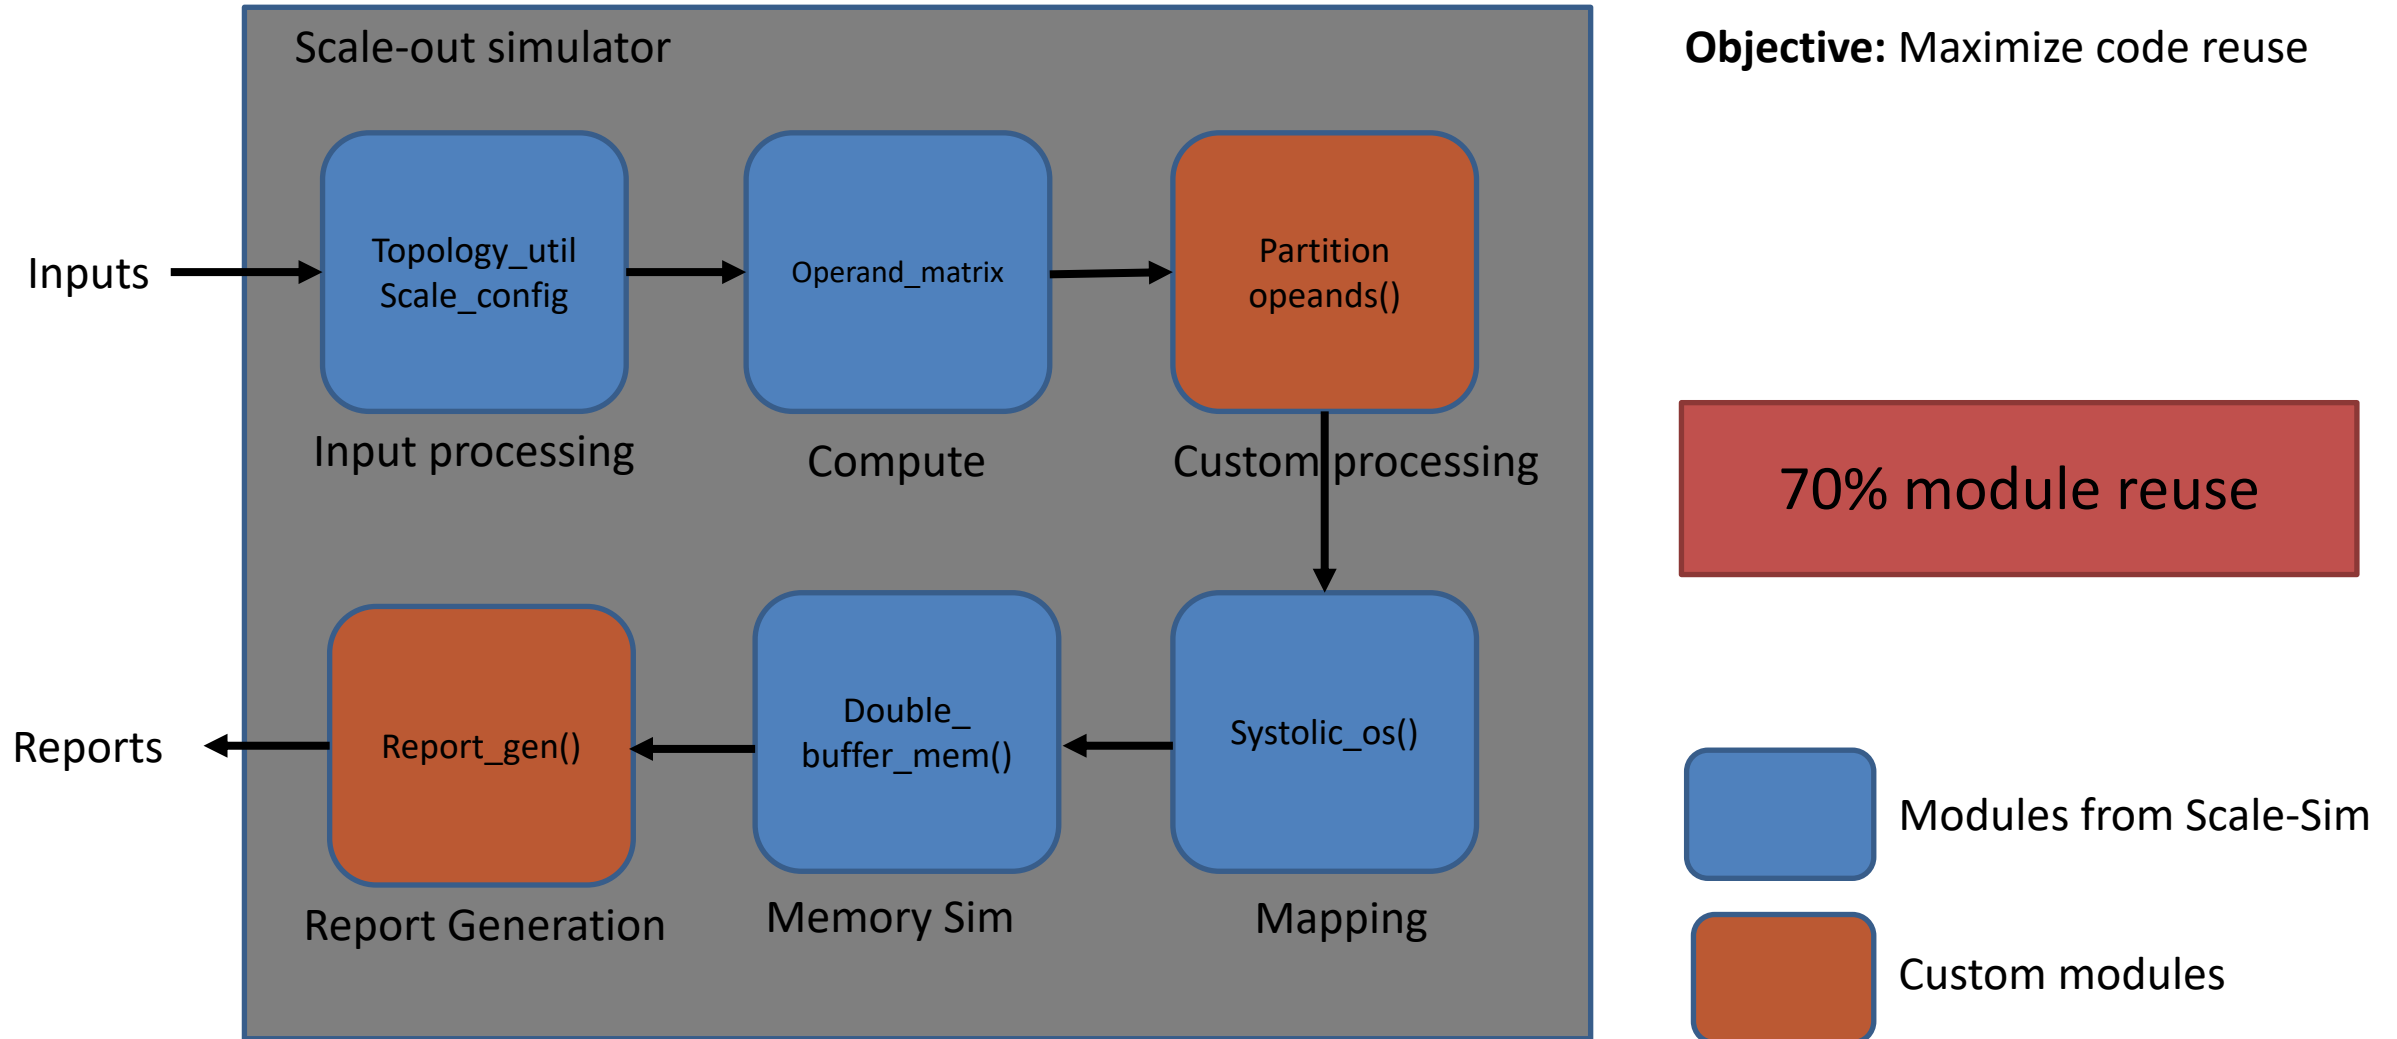 Scale-out simulator
Objective: Maximize code reuse
Inputs
Topology_util
Scale_config
Operand_matrix
Partition
opeands()
Input processing
Compute
Custom processing
70% module reuse
Reports
Report_gen()
Double_
buffer_mem()
Systolic_os()
Report Generation
Memory Sim
Mapping
Modules from Scale-Sim
Custom modules